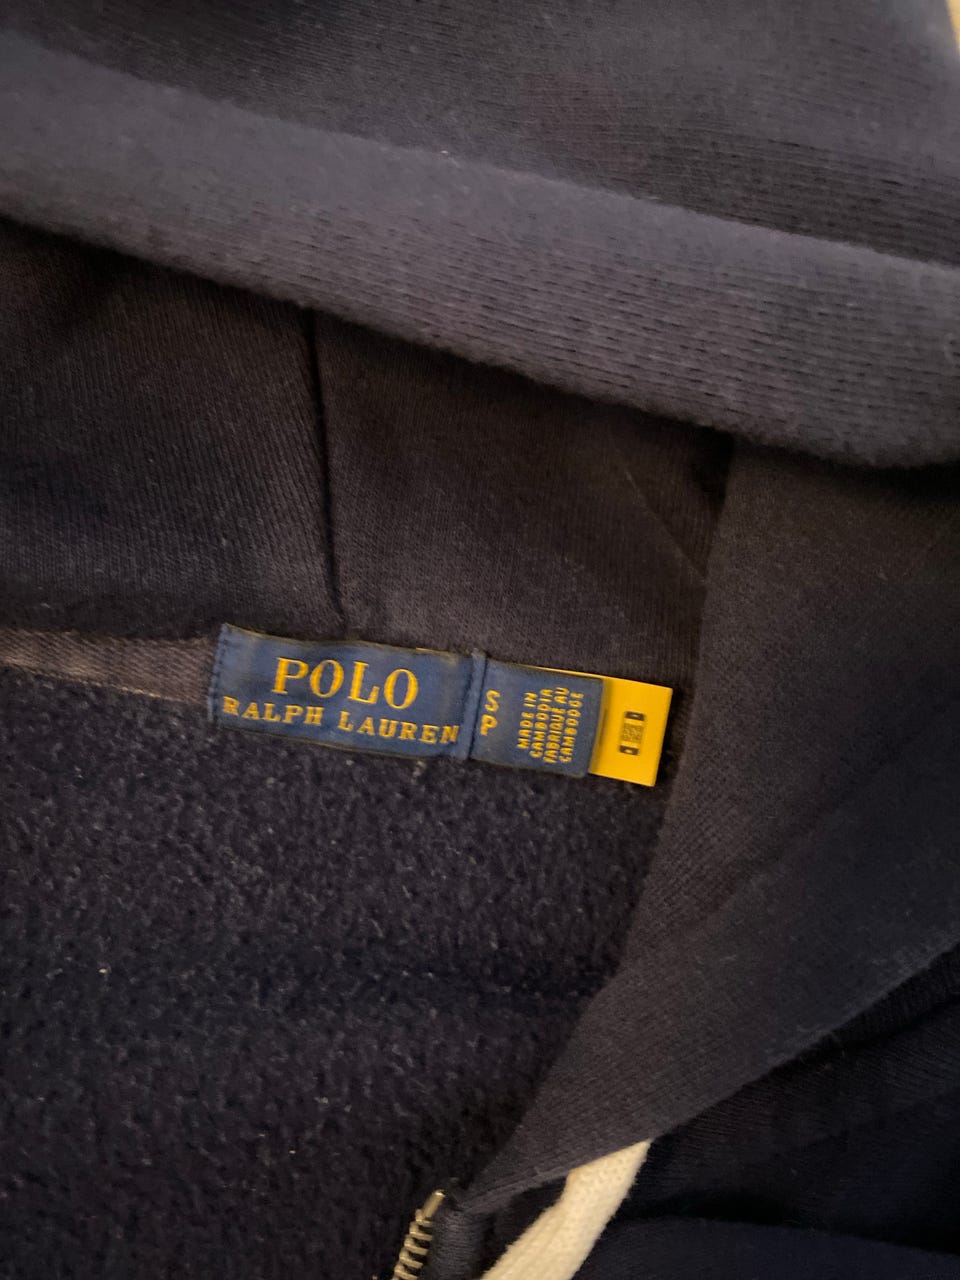 POLO
RALPH LAUREN
S
P
MADE IN
CAMBODIA
FABRIQUÉ AU
CAMBODGE